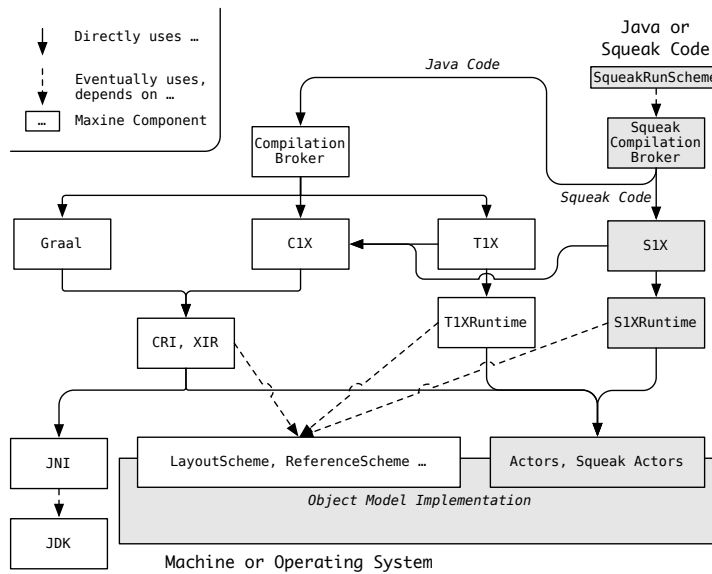 Directly uses …
Eventually uses,
depends on …
… Maxine Component
Java or
Squeak Code
SqueakRunScheme
Java Code
Compilation
Broker
Squeak
Compilation
Broker
Squeak Code
Graal
C1X
T1X
S1X
CRI, XIR
T1XRuntime
S1XRuntime
JNI
LayoutScheme, ReferenceScheme …
Actors, Squeak Actors
Object Model Implementation
JDK
Machine or Operating System